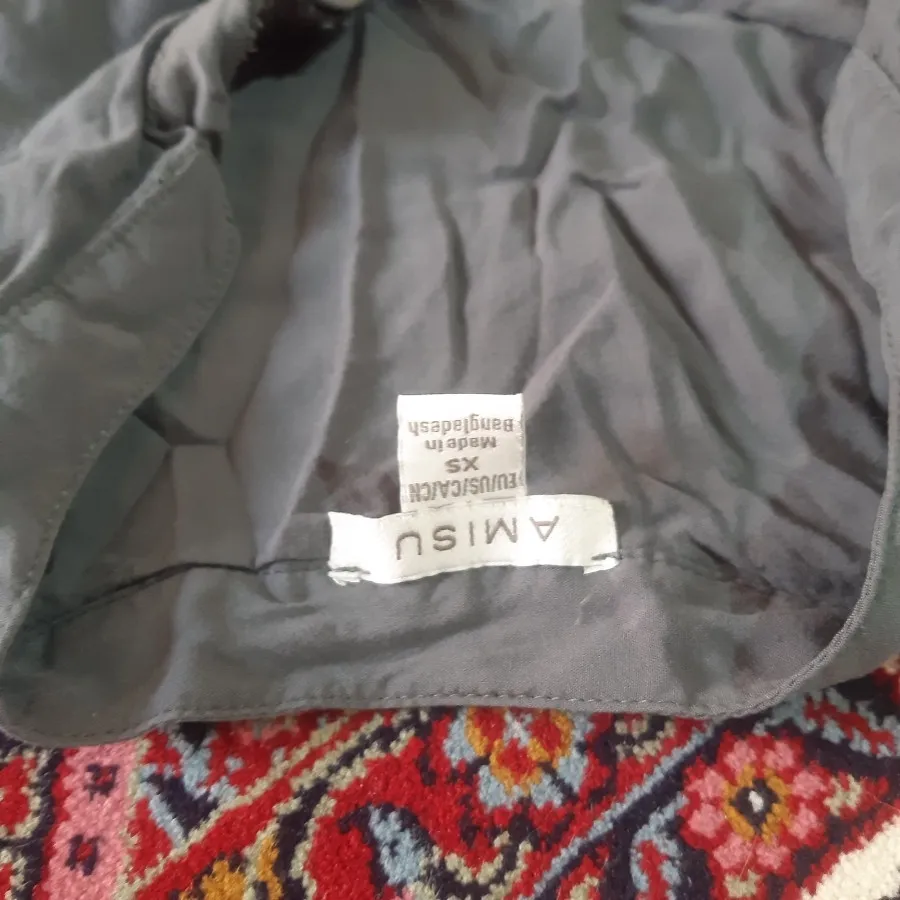 AMISU
EU/US/CA/CN
XS
Made in
Bangladesh